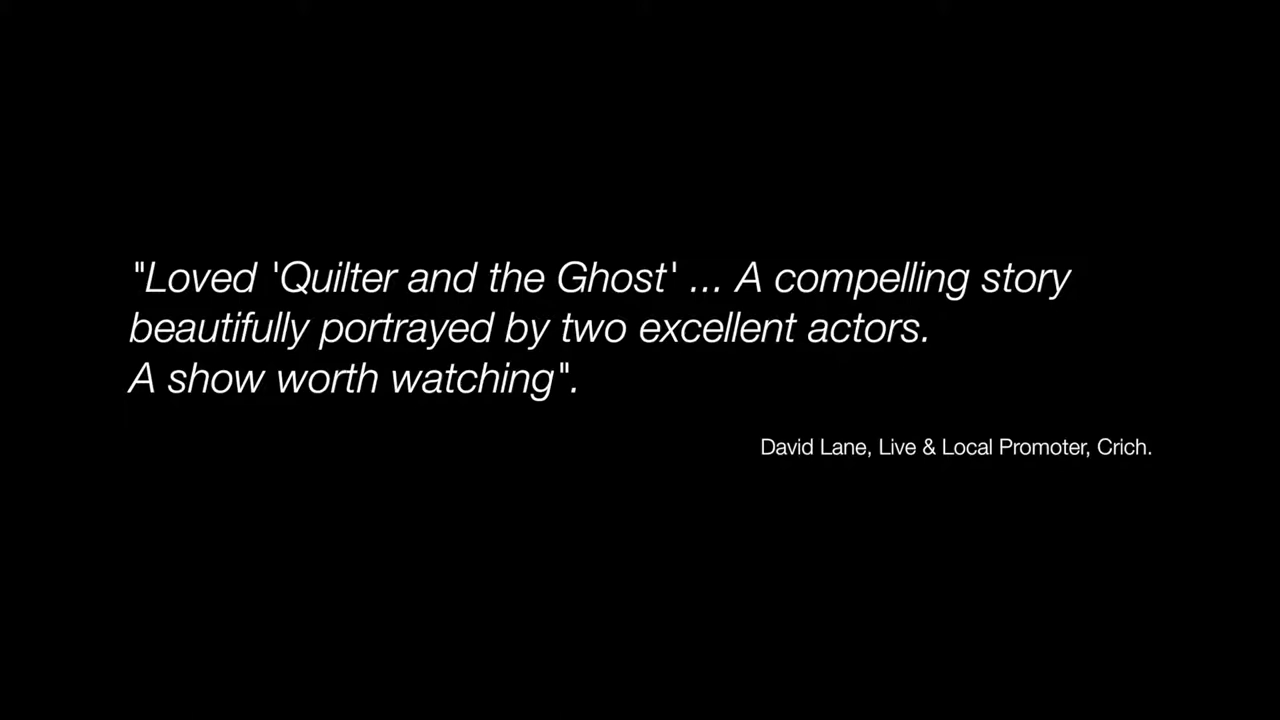 "Loved 'Quilter and the Ghost' ... A compelling story
beautifully portrayed by two excellent actors.
A show worth watching".
David Lane, Live & Local Promoter, Crich.